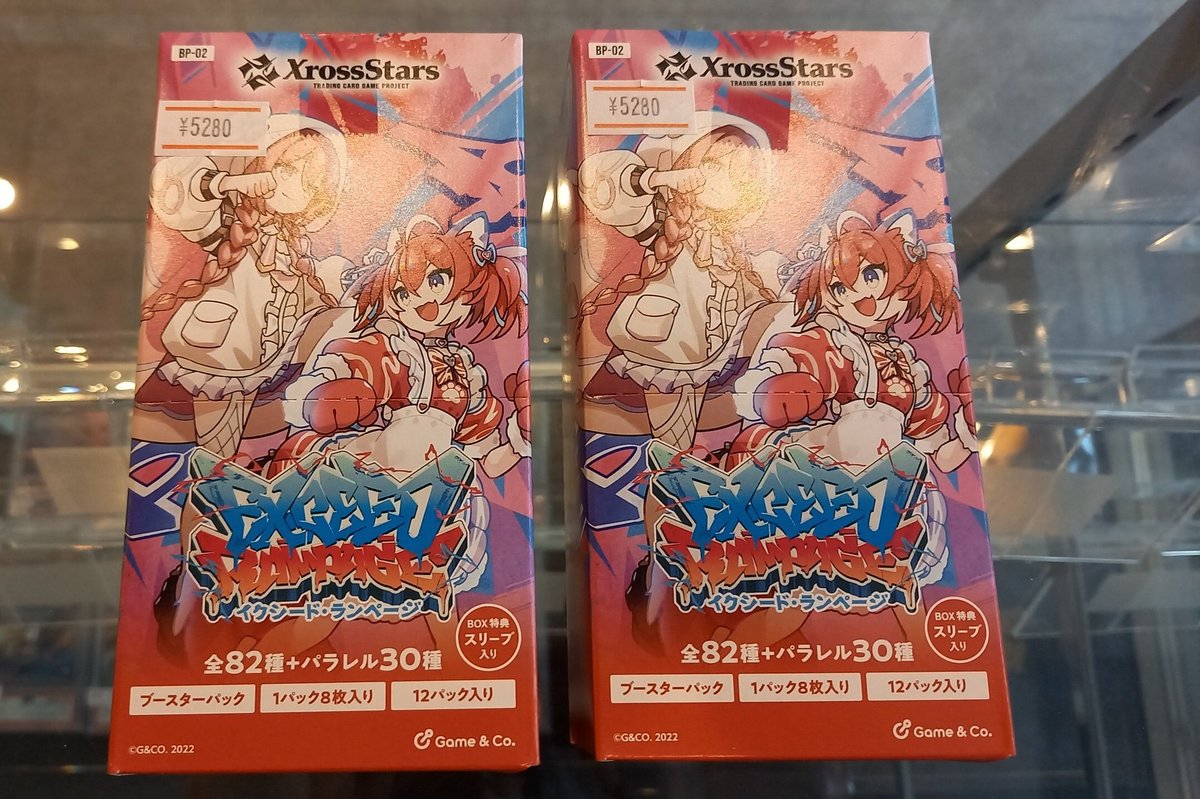 BP-02
XrossStars
TRADING CARD GAME PROJECT
¥5280
EXCEED
RAMPAGE
イクシード・ランページ
BOX特典
スリーブ
入り
全82種+パラレル30種
ブースターパック
1パック8枚入り
12パック入り
©G&CO. 2022
Game & Co.
BP-02
XrossStars
TRADING CARD GAME PROJECT
¥5280
EXCEED
RAMPAGE
イクシード・ランページ
BOX特典
スリーブ
入り
全82種+パラレル30種
ブースターパック
1パック8枚入り
12パック入り
©G&CO. 2022
Game & Co.